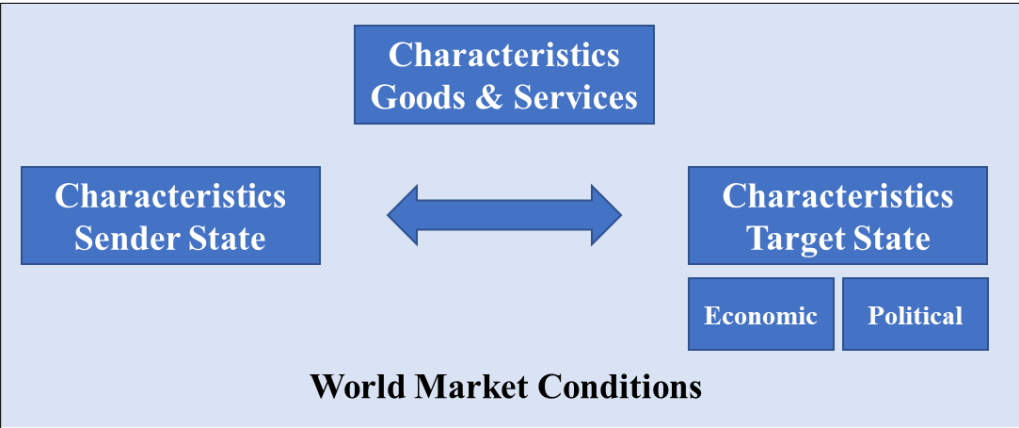 Characteristics
Goods & Services
Characteristics
Sender State
Characteristics
Target State
Economic
Political
World Market Conditions